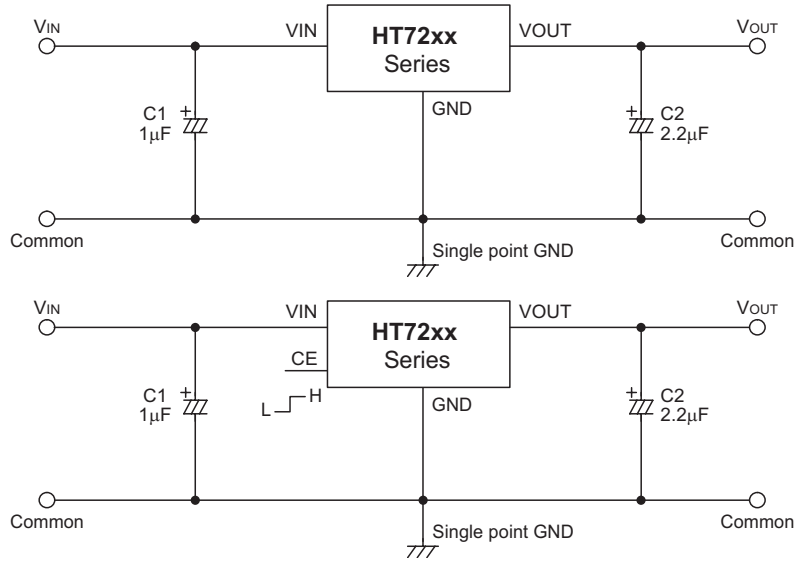 VIN
VIN
HT72xx
Series
VOUT
VOUT
GND
+
C1
1μF
+
C2
2.2μF
Common
Single point GND
Common
VIN
VIN
HT72xx
Series
VOUT
VOUT
CE
L
H
GND
+
C1
1μF
+
C2
2.2μF
Common
Single point GND
Common